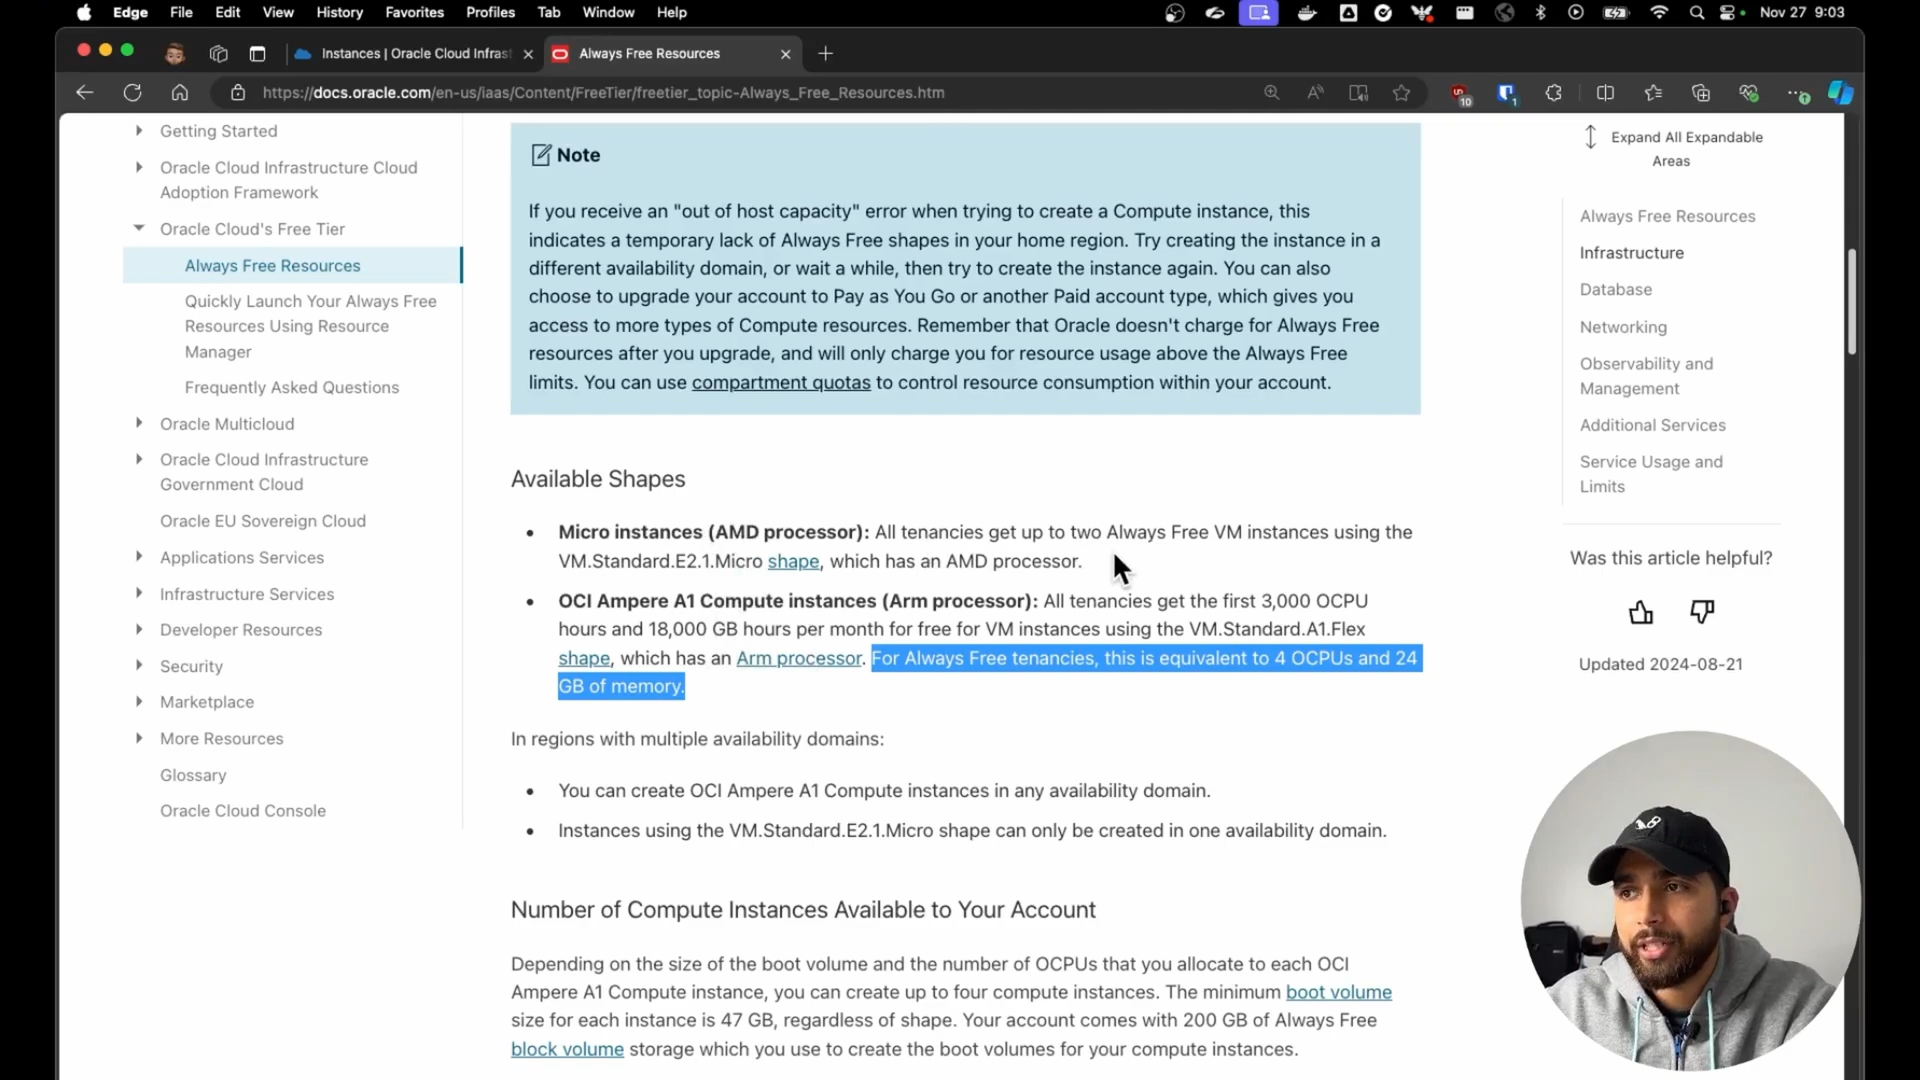 Edge File Edit View History Favorites Profiles Tab Window Help
Nov 27 9:03
Instances | Oracle Cloud Infrast
Always Free Resources
https://docs.oracle.com/en-us/iaas/Content/FreeTier/freetier_topic-Always_Free_Resources.htm
10
1
Getting Started
Oracle Cloud Infrastructure Cloud
Adoption Framework
Oracle Cloud's Free Tier
Always Free Resources
Quickly Launch Your Always Free
Resources Using Resource
Manager
Frequently Asked Questions
Oracle Multicloud
Oracle Cloud Infrastructure
Government Cloud
Oracle EU Sovereign Cloud
Applications Services
Infrastructure Services
Developer Resources
Security
Marketplace
More Resources
Glossary
Oracle Cloud Console
Note
If you receive an "out of host capacity" error when trying to create a Compute instance, this
indicates a temporary lack of Always Free shapes in your home region. Try creating the instance in a
different availability domain, or wait a while, then try to create the instance again. You can also
choose to upgrade your account to Pay as You Go or another Paid account type, which gives you
access to more types of Compute resources. Remember that Oracle doesn't charge for Always Free
resources after you upgrade, and will only charge you for resource usage above the Always Free
limits. You can use compartment quotas to control resource consumption within your account.
Available Shapes
• Micro instances (AMD processor): All tenancies get up to two Always Free VM instances using the
VM.Standard.E2.1.Micro shape, which has an AMD processor.
• OCI Ampere A1 Compute instances (Arm processor): All tenancies get the first 3,000 OCPU
hours and 18,000 GB hours per month for free for VM instances using the VM.Standard.A1.Flex
shape, which has an Arm processor. For Always Free tenancies, this is equivalent to 4 OCPUs and 24
GB of memory.
In regions with multiple availability domains:
• You can create OCI Ampere A1 Compute instances in any availability domain.
• Instances using the VM.Standard.E2.1.Micro shape can only be created in one availability domain.
Number of Compute Instances Available to Your Account
Depending on the size of the boot volume and the number of OCPUs that you allocate to each OCI
Ampere A1 Compute instance, you can create up to four compute instances. The minimum boot volume
size for each instance is 47 GB, regardless of shape. Your account comes with 200 GB of Always Free
block volume storage which you use to create the boot volumes for your compute instances.
Expand All Expandable
Areas
Always Free Resources
Infrastructure
Database
Networking
Observability and
Management
Additional Services
Service Usage and
Limits
Was this article helpful?
Updated 2024-08-21